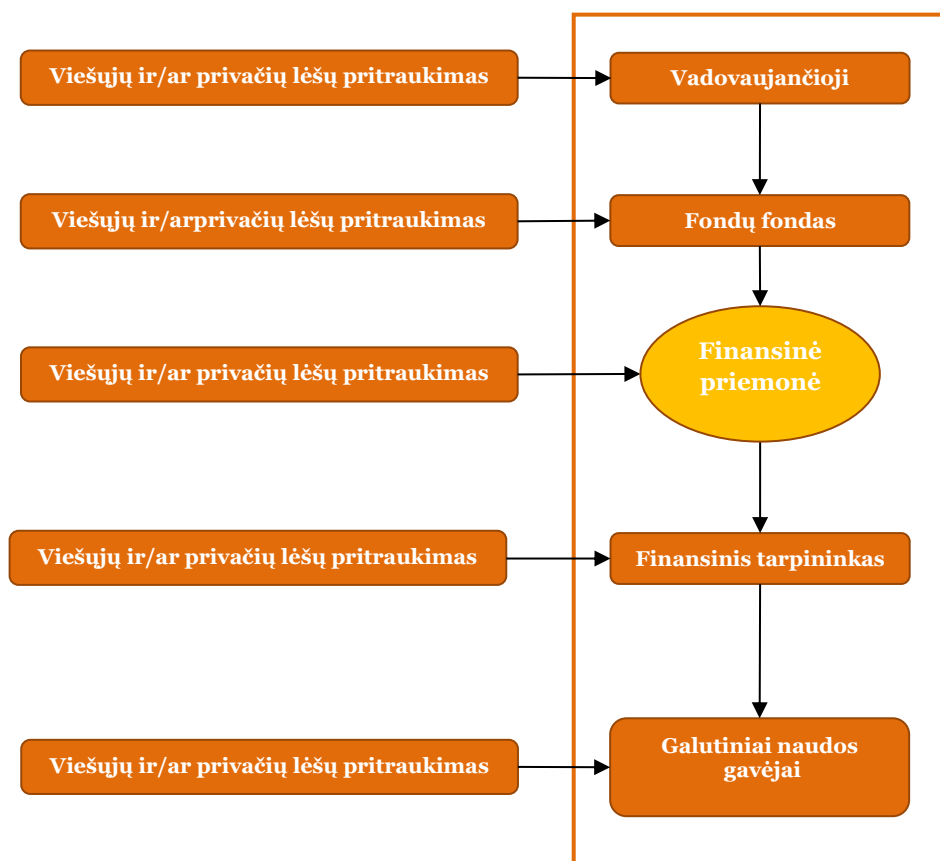 Viešųjų ir/ar privačių lėšų pritraukimas
Vadovaujančioji
Viešųjų ir/arprivačių lėšų pritraukimas
Fondų fondas
Viešųjų ir/ar privačių lėšų pritraukimas
Finansinė
priemonė
Viešųjų ir/ar privačių lėšų pritraukimas
Finansinis tarpininkas
Viešųjų ir/ar privačių lėšų pritraukimas
Galutiniai naudos
gavėjai